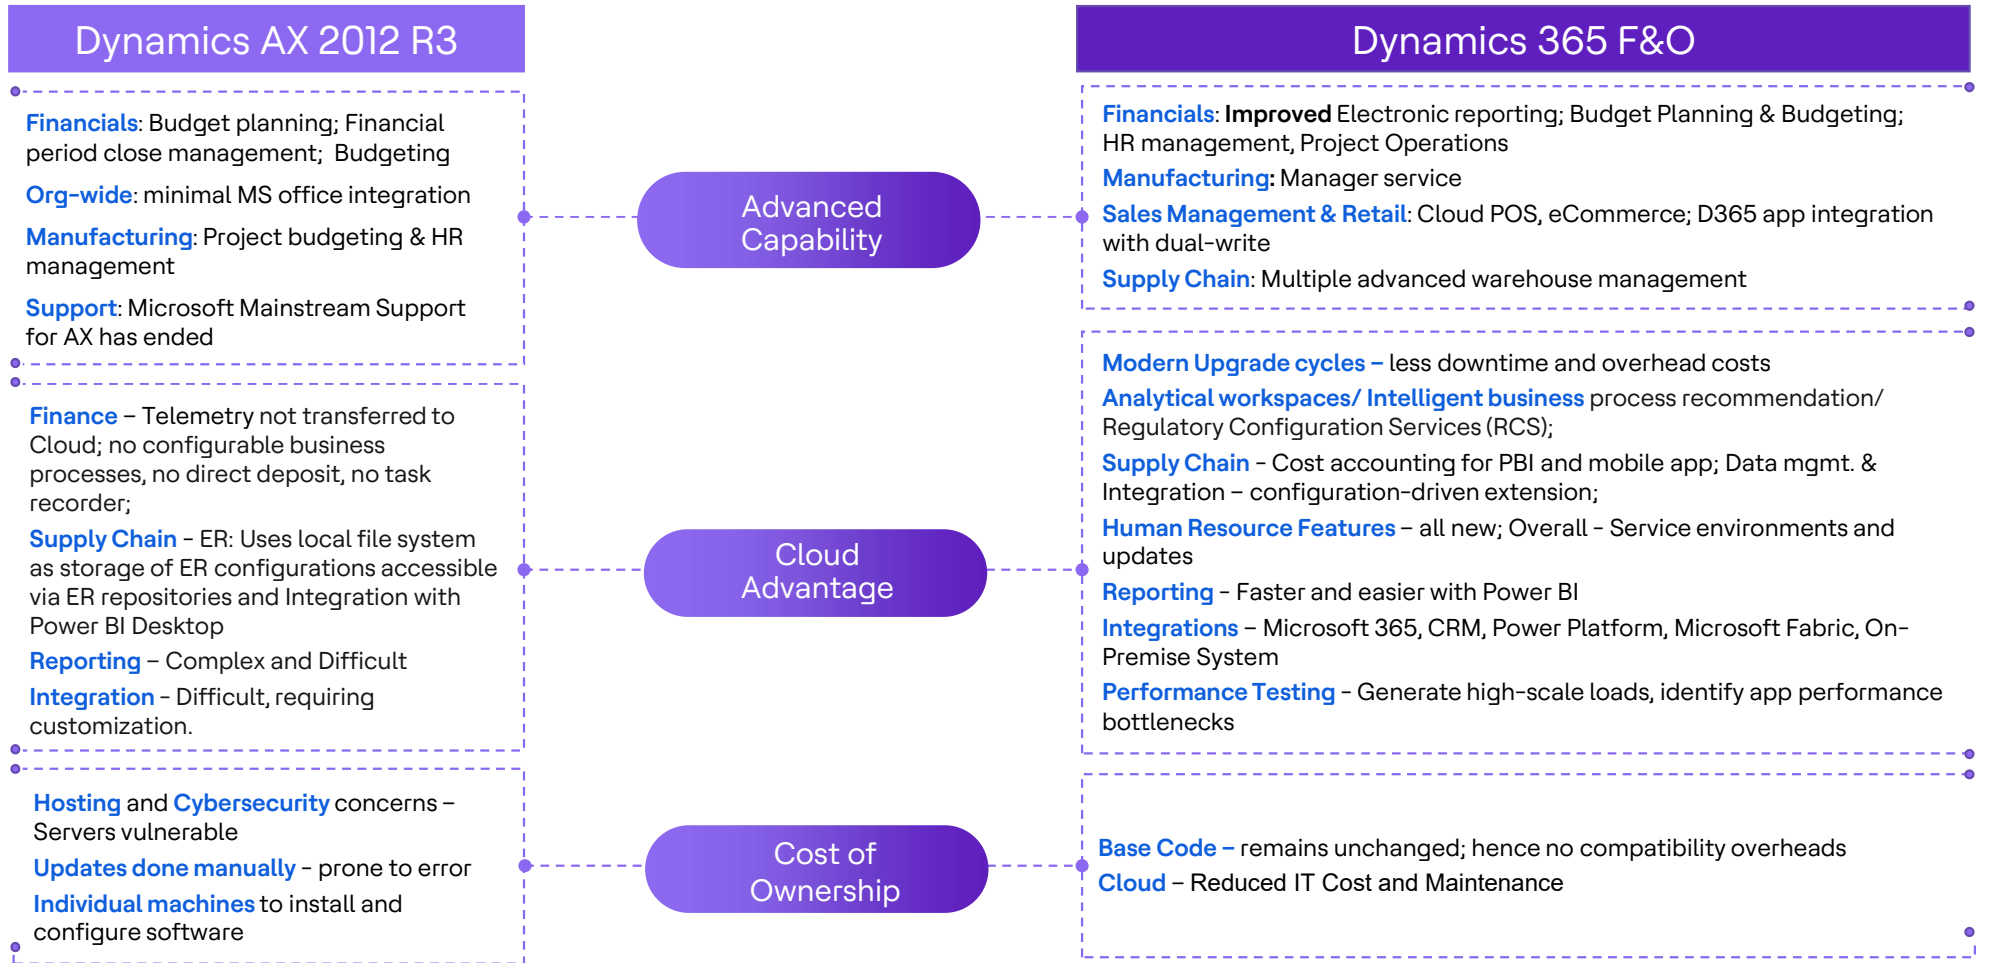 Dynamics AX 2012 R3
Financials: Budget planning; Financial
period close management; Budgeting
Org-wide: minimal MS office integration
Manufacturing: Project budgeting & HR
management
Support: Microsoft Mainstream Support
for AX has ended
Finance – Telemetry not transferred to
Cloud; no configurable business
processes, no direct deposit, no task
recorder;
Supply Chain - ER: Uses local file system
as storage of ER configurations accessible
via ER repositories and Integration with
Power BI Desktop
Reporting – Complex and Difficult
Integration - Difficult, requiring
customization.
Hosting and Cybersecurity concerns –
Servers vulnerable
Updates done manually - prone to error
Individual machines to install and
configure software
Advanced
Capability
Cloud
Advantage
Cost of
Ownership
Dynamics 365 F&O
Financials: Improved Electronic reporting; Budget Planning & Budgeting;
HR management, Project Operations
Manufacturing: Manager service
Sales Management & Retail: Cloud POS, eCommerce; D365 app integration
with dual-write
Supply Chain: Multiple advanced warehouse management
Modern Upgrade cycles – less downtime and overhead costs
Analytical workspaces/ Intelligent business process recommendation/
Regulatory Configuration Services (RCS);
Supply Chain - Cost accounting for PBI and mobile app; Data mgmt. &
Integration – configuration-driven extension;
Human Resource Features – all new; Overall - Service environments and
updates
Reporting - Faster and easier with Power BI
Integrations – Microsoft 365, CRM, Power Platform, Microsoft Fabric, On-
Premise System
Performance Testing - Generate high-scale loads, identify app performance
bottlenecks
Base Code – remains unchanged; hence no compatibility overheads
Cloud – Reduced IT Cost and Maintenance